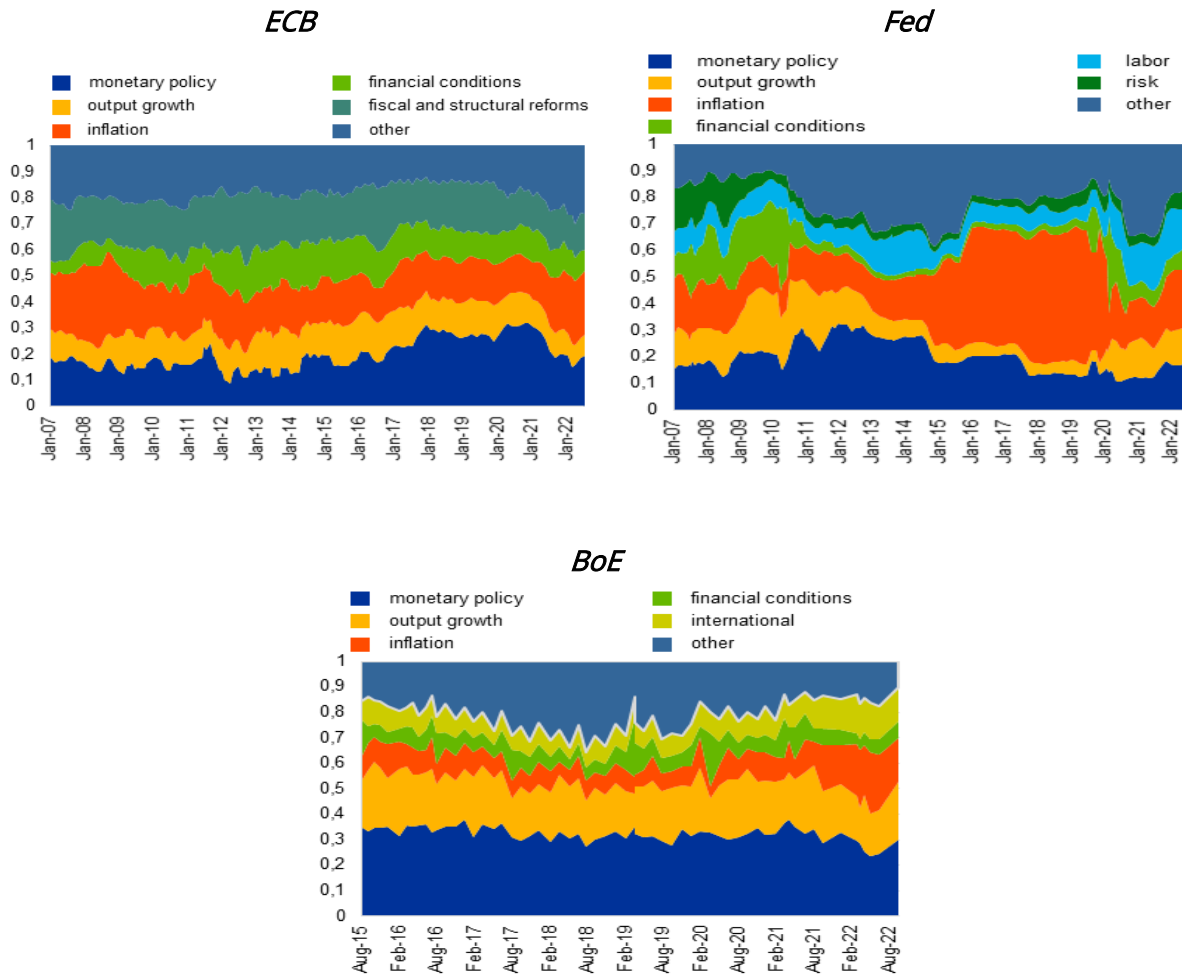 ECB
monetary policy
financial conditions
output growth
fiscal and structural reforms
inflation
other
1
0,9
0,8
0,7
0,6
0,5
0,4
0,3
0,2
0,1
0
Jan-07
Jan-08
Jan-09
Jan-10
Jan-11
Jan-12
Jan-13
Jan-14
Jan-15
Jan-16
Jan-17
Jan-18
Jan-19
Jan-20
Jan-21
Jan-22
Fed
monetary policy
labor
output growth
risk
inflation
other
financial conditions
1
0,9
0,8
0,7
0,6
0,5
0,4
0,3
0,2
0,1
0
Jan-07
Jan-08
Jan-09
Jan-10
Jan-11
Jan-12
Jan-13
Jan-14
Jan-15
Jan-16
Jan-17
Jan-18
Jan-19
Jan-20
Jan-21
Jan-22
BoE
monetary policy
financial conditions
output growth
international
inflation
other
1
0,9
0,8
0,7
0,6
0,5
0,4
0,3
0,2
0,1
0
Aug-15
Feb-16
Aug-16
Feb-17
Aug-17
Feb-18
Aug-18
Feb-19
Aug-19
Feb-20
Aug-20
Feb-21
Aug-21
Feb-22
Aug-22